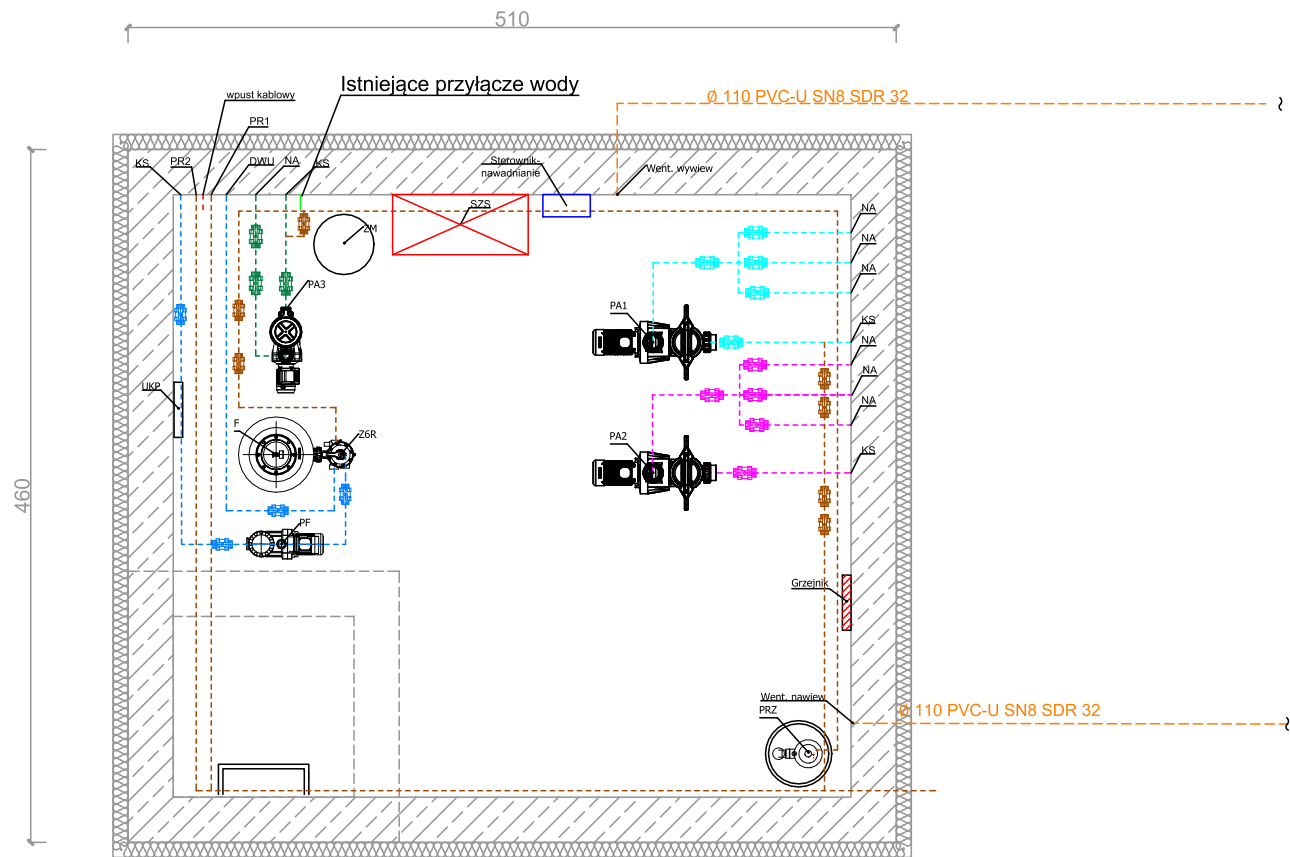 510
Istniejące przyłącze wody
wpust kablowy
Ø 110 PVC-U SN8 SDR 32
PR1
KS
PR2
DWU
NA
KS
Sterownik-
nawadnianie
Went. wywiew
SZS
ZM
NA
NA
NA
PA3
PA1
KS
NA
NA
NA
UKP
F
Z6R
PA2
KS
460
PF
Grzejnik
Went. nawiew
PRZ
Ø 110 PVC-U SN8 SDR 32